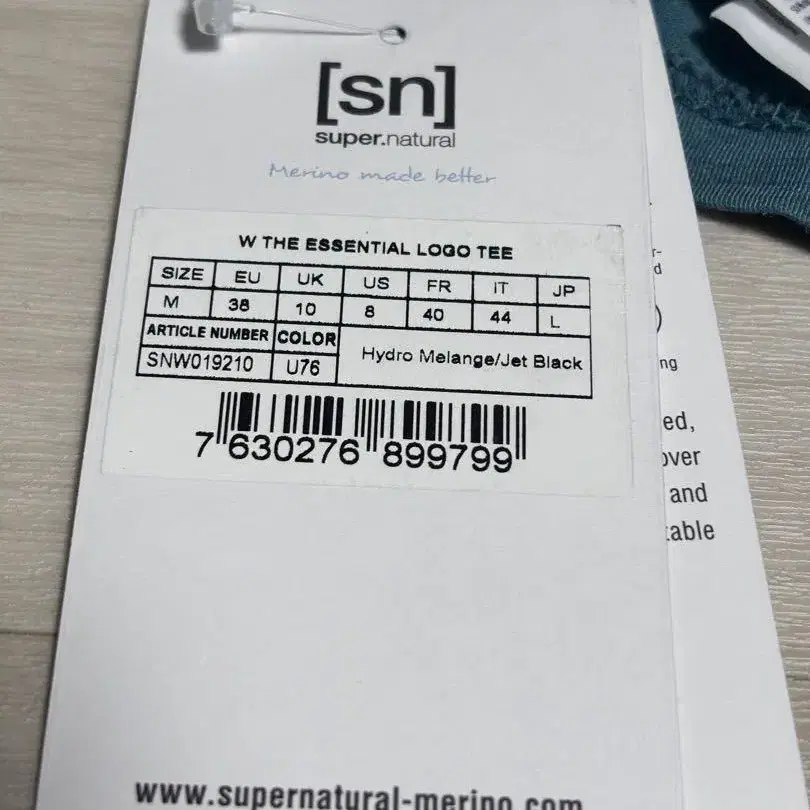 [sn]
super.natural
Merino made better
W THE ESSENTIAL LOGO TEE
SIZE EU UK US FR IT JP
M 38 10 8 40 44 L
ARTICLE NUMBER COLOR
SNW019210 U76 Hydro Melange/Jet Black
7 630276 899799
www.supernatural-merino.com
ed,
over
and
table
ng